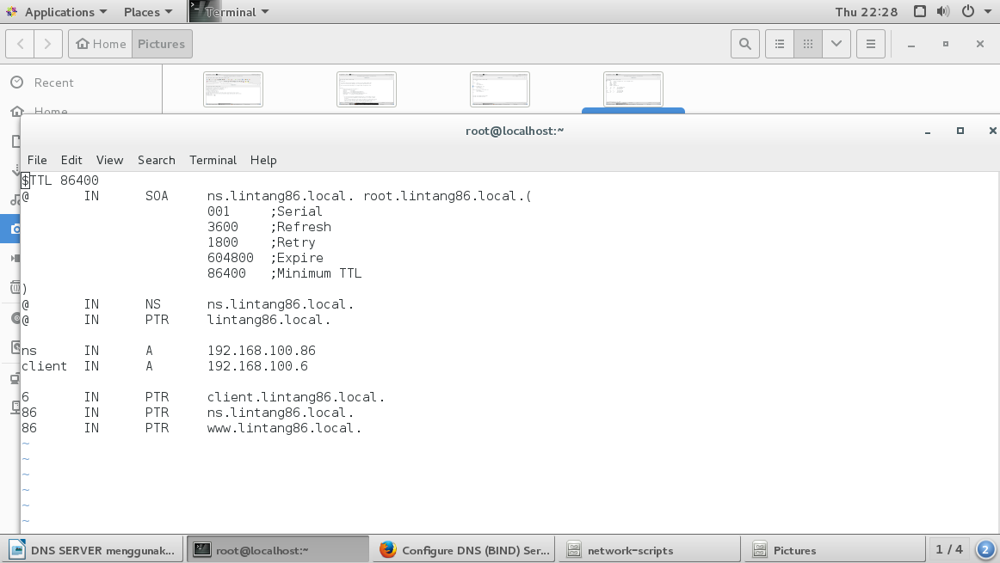 Applications Places Terminal Thu 22:28
Home Pictures
Recent
Home
root@localhost:~
File Edit View Search Terminal Help
$TTL 86400
@ IN SOA ns.lintang86.local. root.lintang86.local.(
001 ;Serial
3600 ;Refresh
1800 ;Retry
604800 ;Expire
86400 ;Minimum TTL
)
@ IN NS ns.lintang86.local.
@ IN PTR lintang86.local.
ns IN A 192.168.100.86
client IN A 192.168.100.6
6 IN PTR client.lintang86.local.
86 IN PTR ns.lintang86.local.
86 IN PTR www.lintang86.local.
~
~
~
~
~
~
DNS SERVER menggunak... root@localhost:~ Configure DNS (BIND) Ser... network-scripts Pictures 1 / 4 2